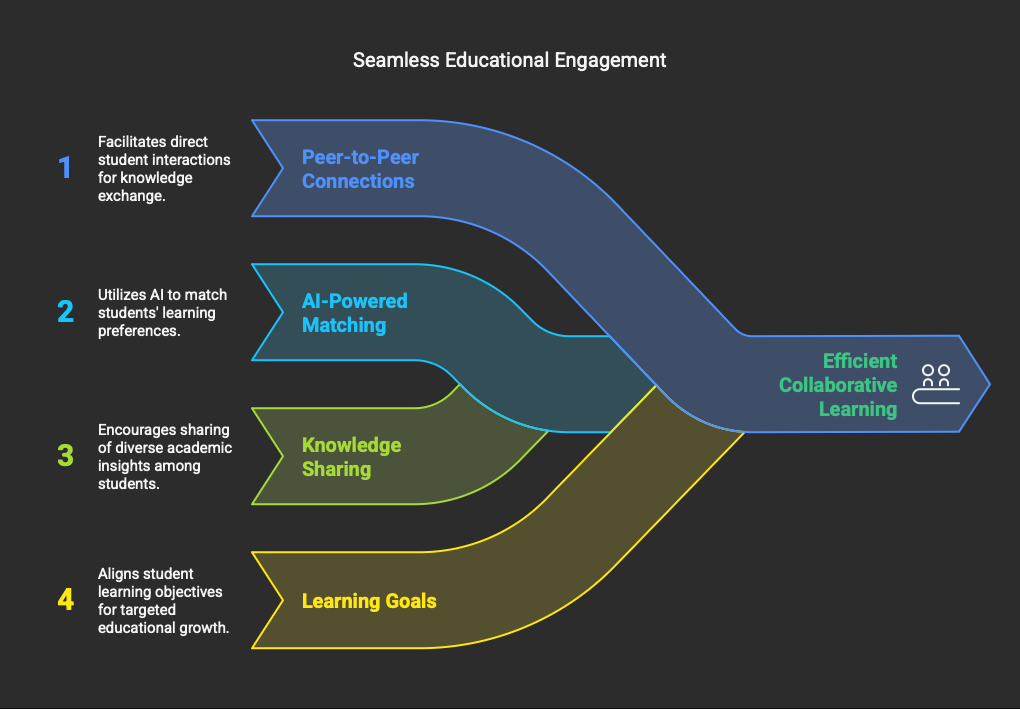 Seamless Educational Engagement
1
Facilitates direct
student interactions
for knowledge
exchange.
Peer-to-Peer
Connections
2
Utilizes AI to match
students' learning
preferences.
AI-Powered
Matching
Efficient
Collaborative
Learning
3
Encourages sharing
of diverse academic
insights among
students.
Knowledge
Sharing
4
Aligns student
learning objectives
for targeted
educational growth.
Learning Goals